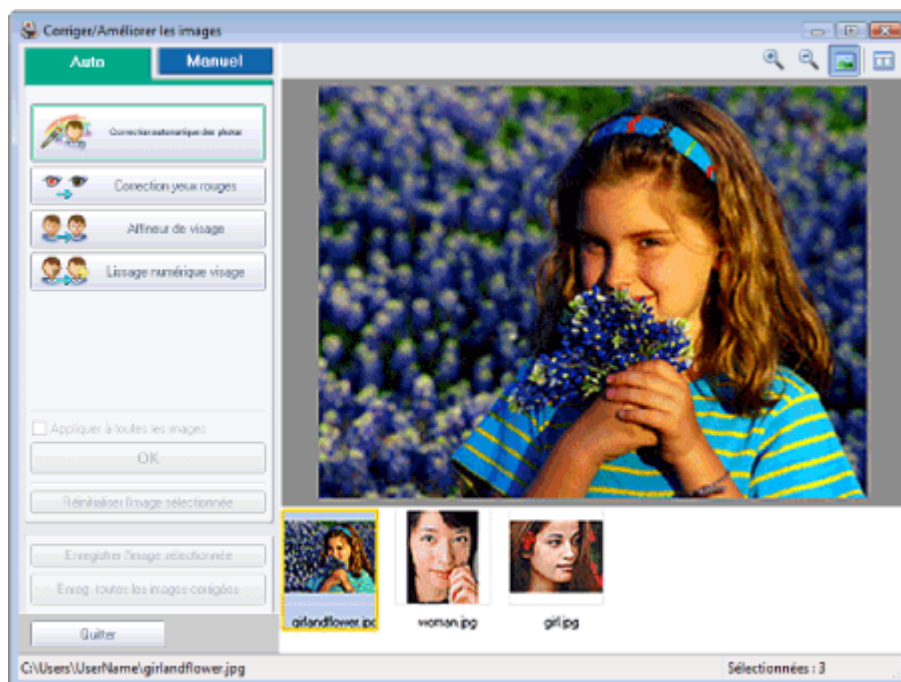 Corriger/Améliorer les images
Auto
Manuel
Correction automatique des photos
Correction yeux rouges
Affineur de visage
Lissage numérique visage
Appliquer à toutes les images
OK
Réinitialiser l'image sélectionnée
Enregistrer l'image sélectionnée
Enreg. toutes les images corrigées
Quitter
girlandflower.jpg
woman.jpg
girl.jpg
C:\Users\UserName\girlandflower.jpg
Sélectionnées : 3